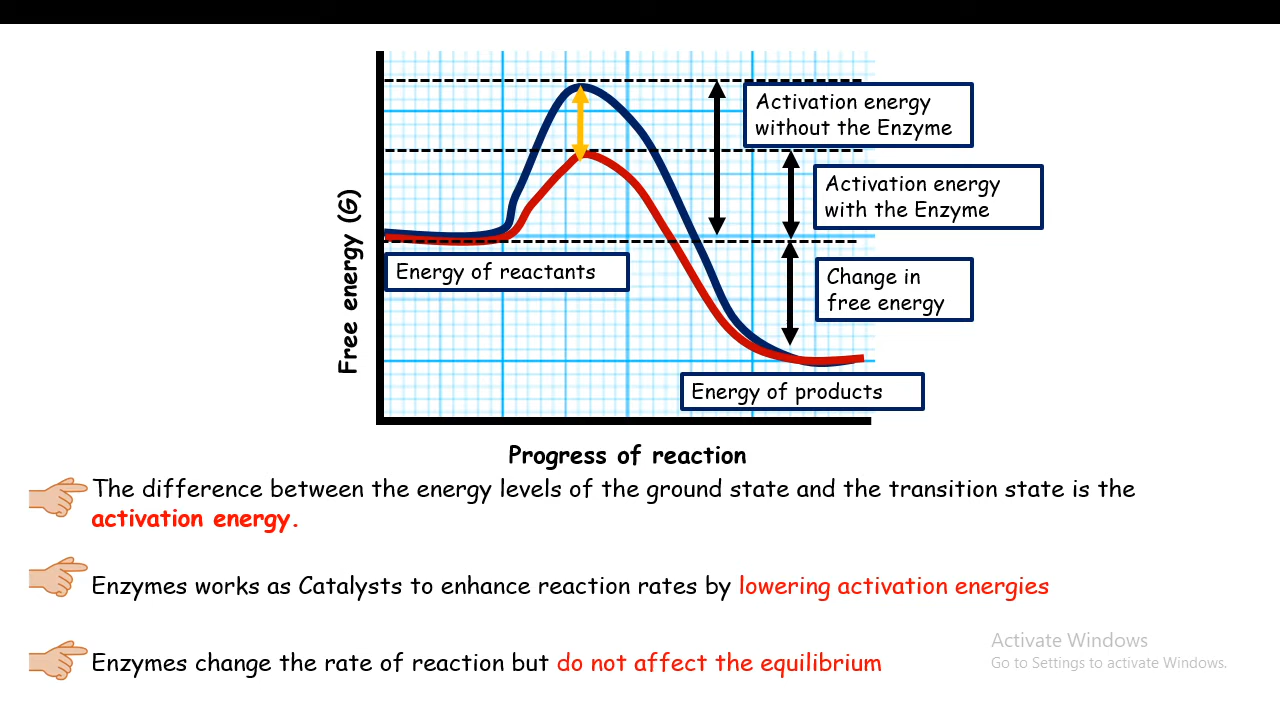 Activation energy
without the Enzyme
Activation energy
with the Enzyme
Free energy (G)
Energy of reactants
Change in
free energy
Energy of products
Progress of reaction
The difference between the energy levels of the ground state and the transition state is the
activation energy.
Enzymes works as Catalysts to enhance reaction rates by lowering activation energies
Enzymes change the rate of reaction but do not affect the equilibrium
Activate Windows
Go to Settings to activate Windows.